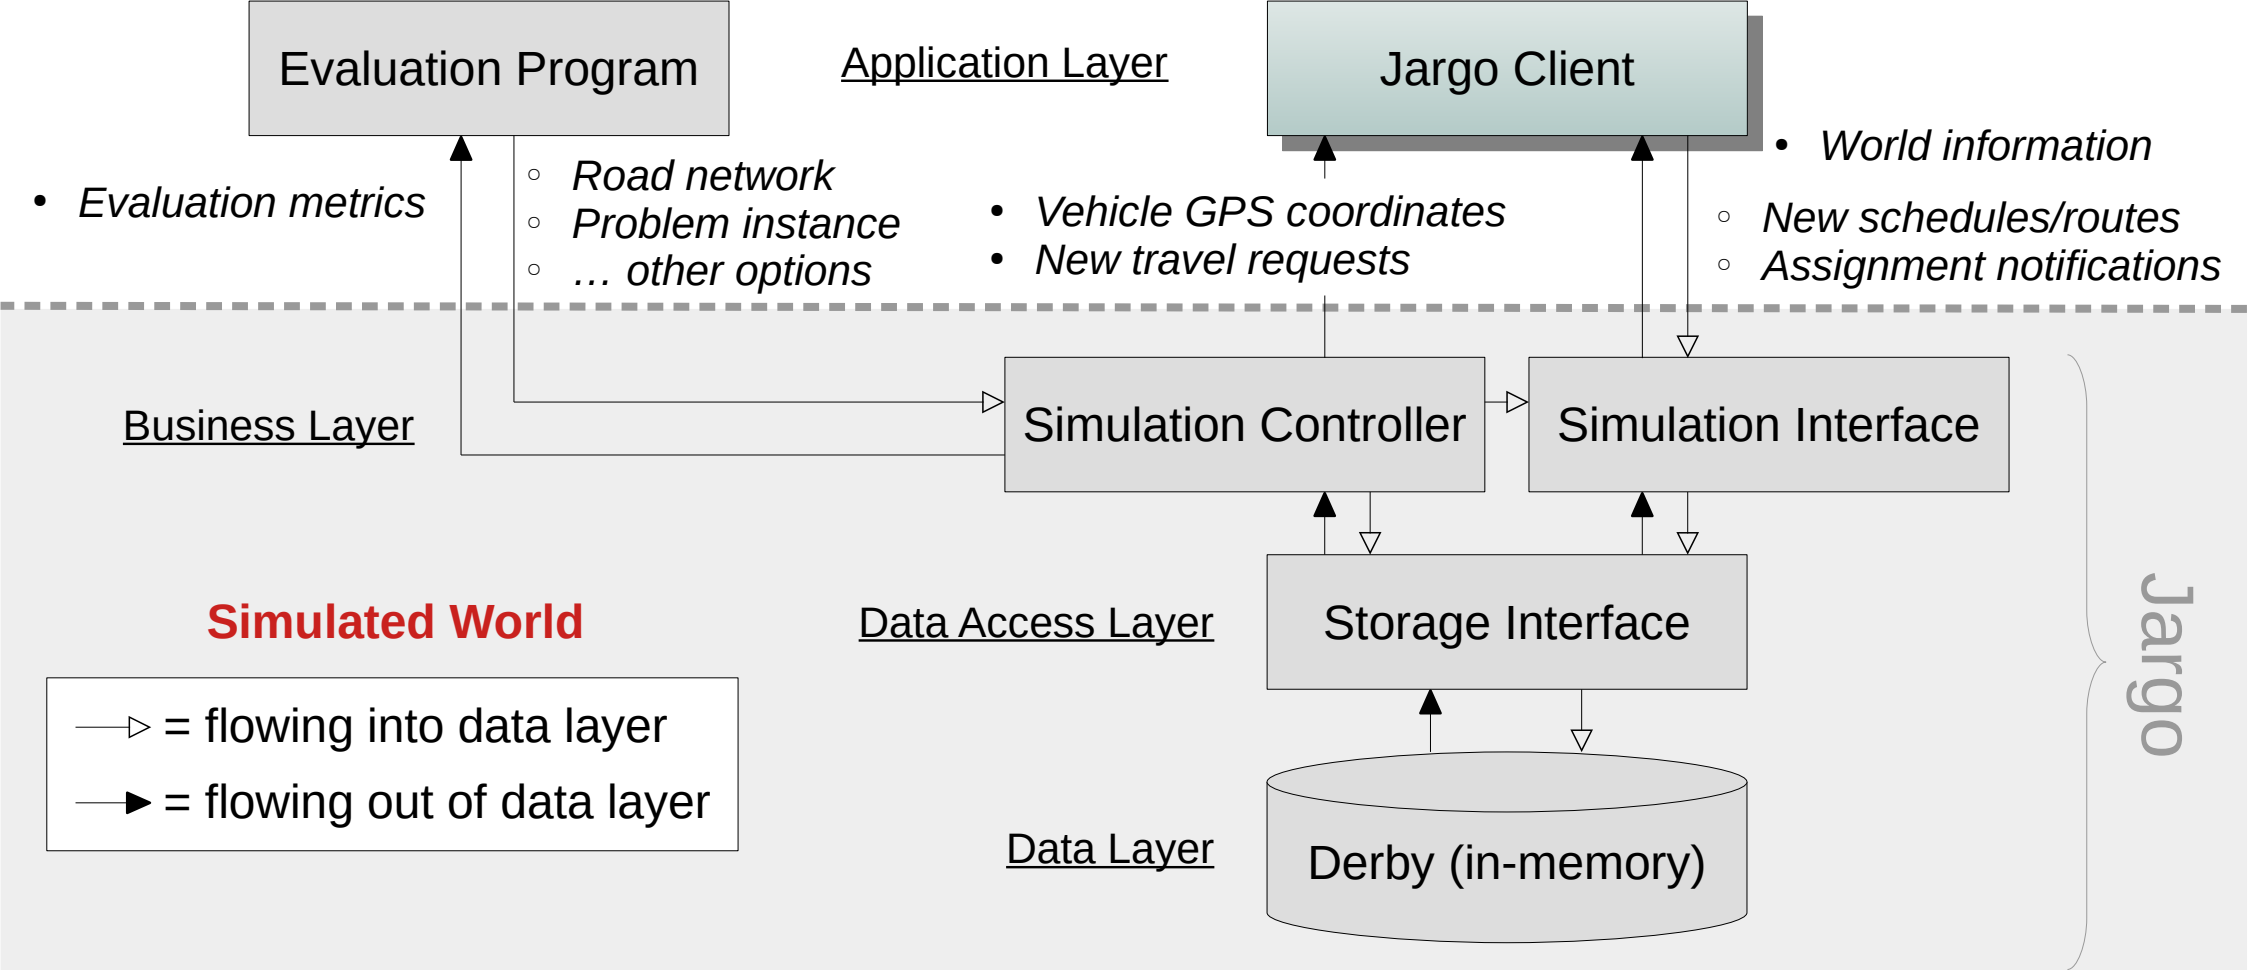 Evaluation Program
Application Layer
Jargo Client
• Evaluation metrics
○ Road network
○ Problem instance
○ … other options
• Vehicle GPS coordinates
• New travel requests
• World information
○ New schedules/routes
○ Assignment notifications
Business Layer
Simulation Controller
Simulation Interface
Simulated World
Data Access Layer
Storage Interface
Jargo
= flowing into data layer
= flowing out of data layer
Data Layer
Derby (in-memory)